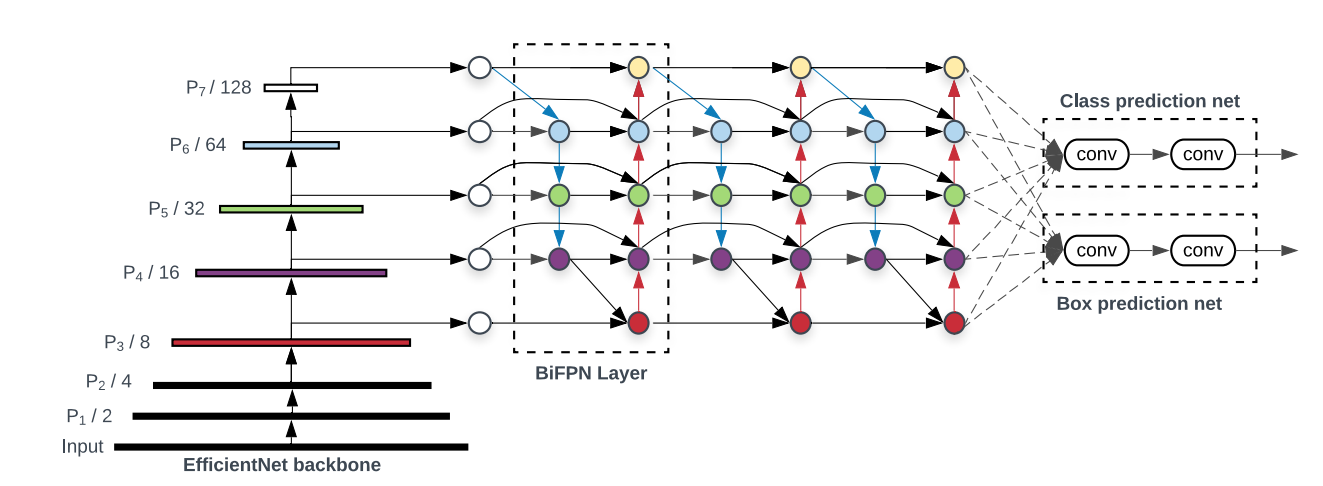 P7 / 128
P6 / 64
P5 / 32
P4 / 16
P3 / 8
P2 / 4
P1 / 2
Input
EfficientNet backbone
BiFPN Layer
Class prediction net
conv conv
conv conv
Box prediction net